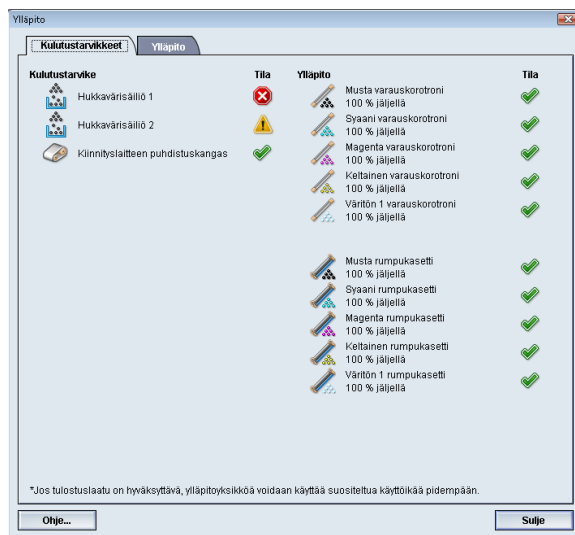 Ylläpito
Kulutustarvikkeet Ylläpito
Kulutustarvike Tila
Hukkavärisäiliö 1
Hukkavärisäiliö 2
Kiinnityslaitteen puhdistuskangas
Ylläpito Tila
Musta varauskorotroni
100 % jäljellä
Syaani varauskorotroni
100 % jäljellä
Magenta varauskorotroni
100 % jäljellä
Keltainen varauskorotroni
100 % jäljellä
Väritön 1 varauskorotroni
100 % jäljellä
Musta rumpukasetti
100 % jäljellä
Syaani rumpukasetti
100 % jäljellä
Magenta rumpukasetti
100 % jäljellä
Keltainen rumpukasetti
100 % jäljellä
Väritön 1 rumpukasetti
100 % jäljellä
*Jos tulostuslaatu on hyväksyttävä, ylläpitoyksikköä voidaan käyttää suositeltua käyttöikää pidempään.
Ohje... Sulje